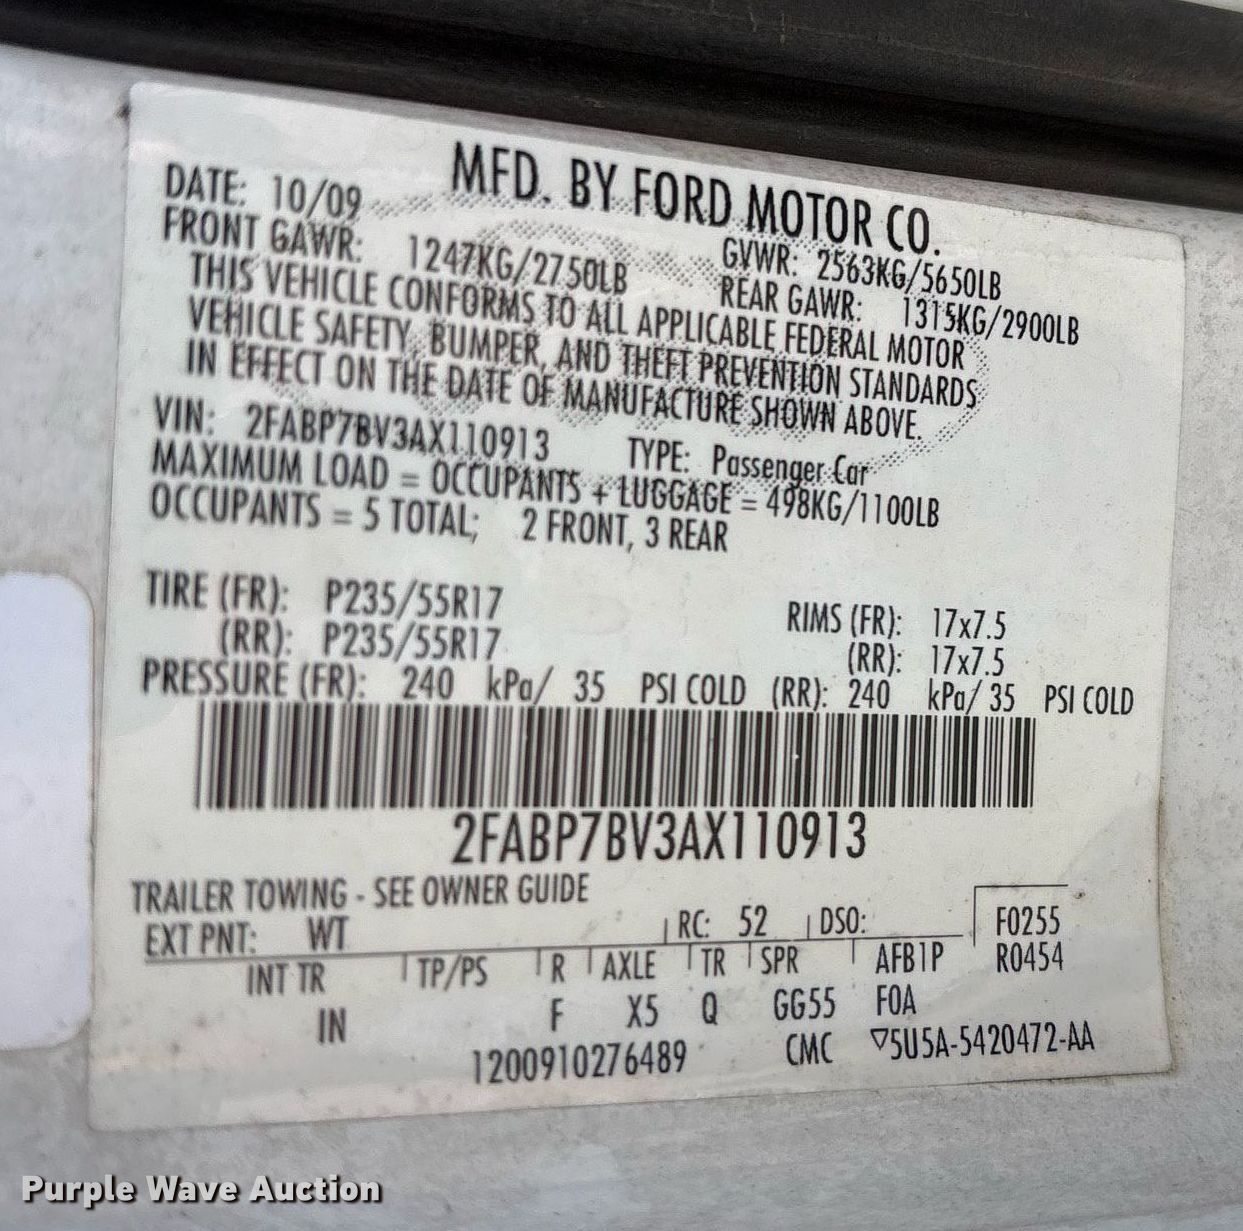 MFD. BY FORD MOTOR CO.
DATE: 10/09
GVWR: 2563KG/5650LB
FRONT GAWR: 1247KG/2750LB REAR GAWR: 1315KG/2900LB
THIS VEHICLE CONFORMS TO ALL APPLICABLE FEDERAL MOTOR
VEHICLE SAFETY, BUMPER, AND THEFT PREVENTION STANDARDS
IN EFFECT ON THE DATE OF MANUFACTURE SHOWN ABOVE.
VIN: 2FABP7BV3AX110913 TYPE: Passenger Car
MAXIMUM LOAD = OCCUPANTS + LUGGAGE = 498KG/1100LB
OCCUPANTS = 5 TOTAL; 2 FRONT, 3 REAR
TIRE (FR): P235/55R17 RIMS (FR): 17x7.5
(RR): P235/55R17 (RR): 17x7.5
PRESSURE (FR): 240 kPa/ 35 PSI COLD (RR): 240 kPa/ 35 PSI COLD
2FABP7BV3AX110913
TRAILER TOWING - SEE OWNER GUIDE
EXT PNT: WT RC: 52 DSO: F0255
INT TR TP/PS R AXLE TR SPR AFB1P R0454
IN F X5 Q GG55 F0A
1200910276489 CMC ▽5U5A-5420472-AA
Purple Wave Auction